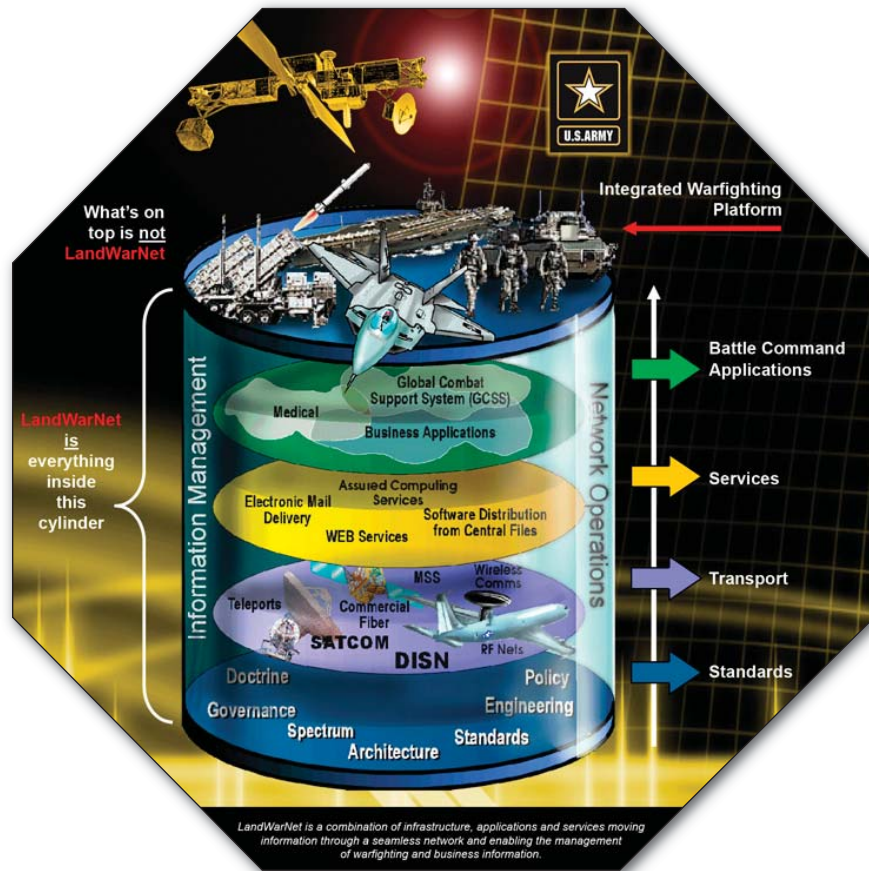 U.S.ARMY
Integrated Warfighting
Platform
What's on
top is not
LandWarNet
LandWarNet
is
everything
inside
this
cylinder
Information Management
Network Operations
Global Combat
Support System (GCSS)
Medical
Business Applications
Battle Command
Applications
Assured Computing
Services
Electronic Mail
Delivery
Software Distribution
from Central Files
WEB Services
Services
Wireless
Comms
MSS
Teleports
Commercial
Fiber
SATCOM
RF Nets
DISN
Transport
Doctrine
Policy
Governance
Engineering
Spectrum
Standards
Architecture
Standards
LandWarNet is a combination of infrastructure, applications and services moving
information through a seamless network and enabling the management
of warfighting and business information.